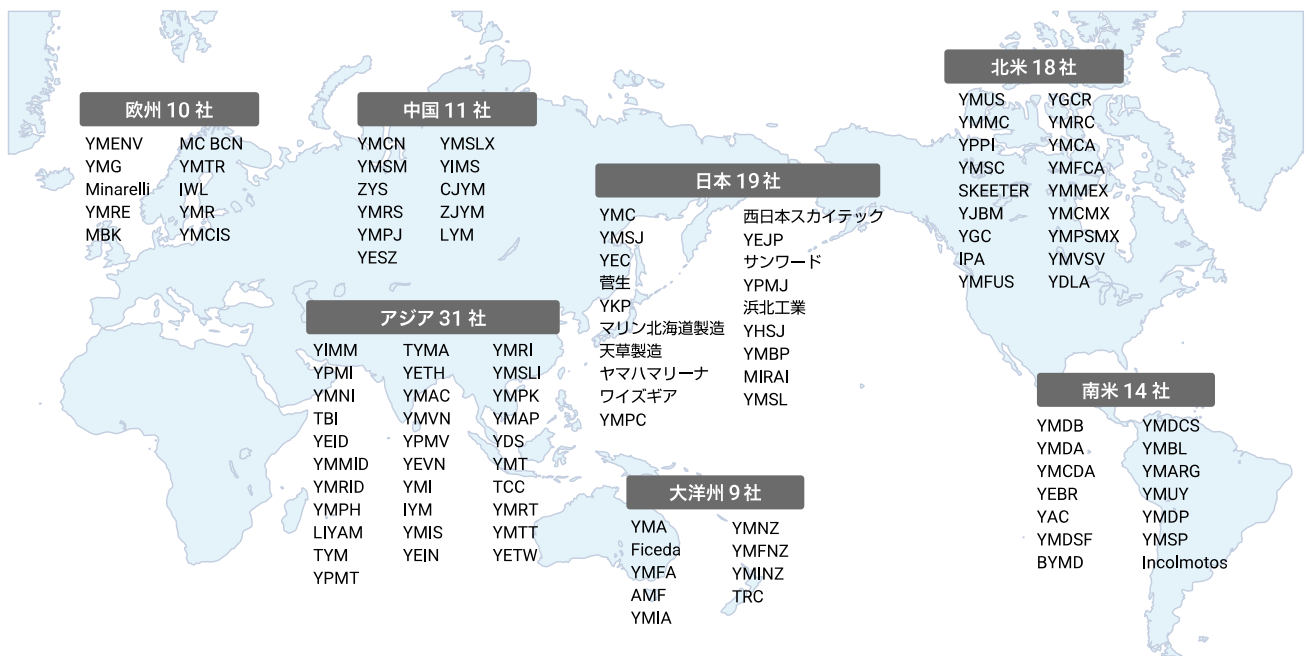 欧州 10 社
YMENV
YMG
Minarelli
YMRE
MBK
MC BCN
YMTR
IWL
YMR
YMCIS
中国 11 社
YMCN
YMSM
ZYS
YMRS
YMPJ
YESZ
YMSLX
YIMS
CJYM
ZJYM
LYM
日本 19 社
YMC
YMSJ
YEC
菅生
YKP
マリン北海道製造
天草製造
ヤマハマリーナ
ワイズギア
YMPC
西日本スカイテック
YEJP
サンワード
YPMJ
浜北工業
YHSJ
YMBP
MIRAI
YMSL
北米 18 社
YMUS
YMMC
YPPI
YMSC
SKEETER
YJBM
YGC
IPA
YMFUS
YGCR
YMRC
YMCA
YMFCA
YMMEX
YMCMX
YMPSMX
YMVSV
YDLA
アジア 31 社
YIMM
YPMI
YMNI
TBI
YEID
YMMID
YMRID
YMPH
LIYAM
TYM
YPMT
TYMA
YETH
YMAC
YMVN
YPMV
YEVN
YMI
IYM
YMIS
YEIN
YMRI
YMSLI
YMPK
YMAP
YDS
YMT
TCC
YMRT
YMTT
YETW
大洋州 9 社
YMA
Ficeda
YMFA
AMF
YMIA
YMNZ
YMFNZ
YMINZ
TRC
南米 14 社
YMDB
YMDA
YMCDA
YEBR
YAC
YMDSF
BYMD
YMDCS
YMBL
YMARG
YMUY
YMDP
YMSP
Incolmotos